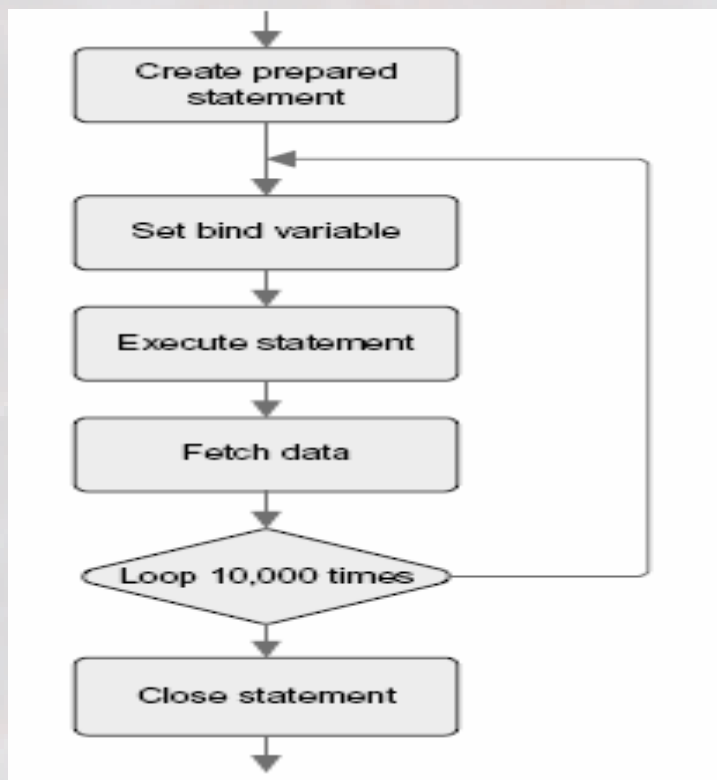 Create prepared
statement
Set bind variable
Execute statement
Fetch data
Loop 10,000 times
Close statement